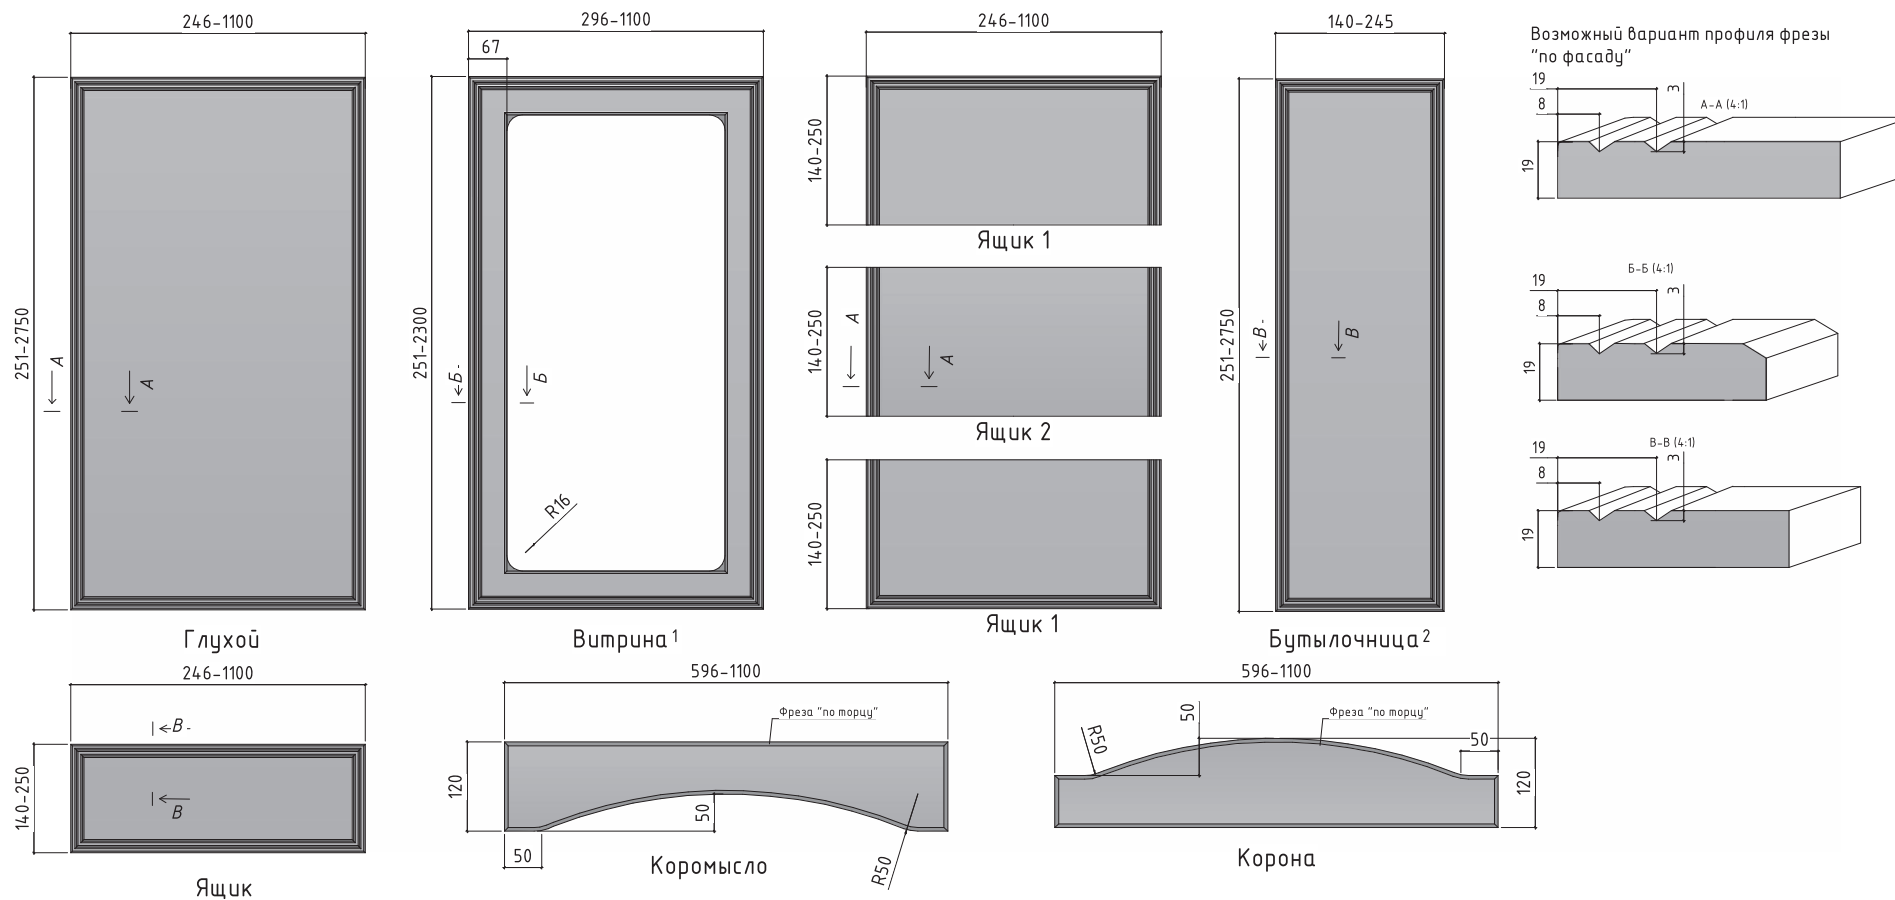 246-1100
251-2750
А
А
Глухой
296-1100
67
251-2300
Б
Б
R16
Витрина¹
246-1100
140-250
Ящик 1
140-250
А
А
Ящик 2
140-250
Ящик 1
140-245
251-2750
В
В
Бутылочница²
Возможный вариант профиля фрезы
"по фасаду"
19
8
3
А-А (4:1)
19
Б-Б (4:1)
19
8
3
19
В-В (4:1)
19
8
3
19
246-1100
В
140-250
В
Ящик
596-1100
Фреза "по торцу"
120
50
50
R50
Коромысло
596-1100
50
R50
Фреза "по торцу"
50
120
Корона